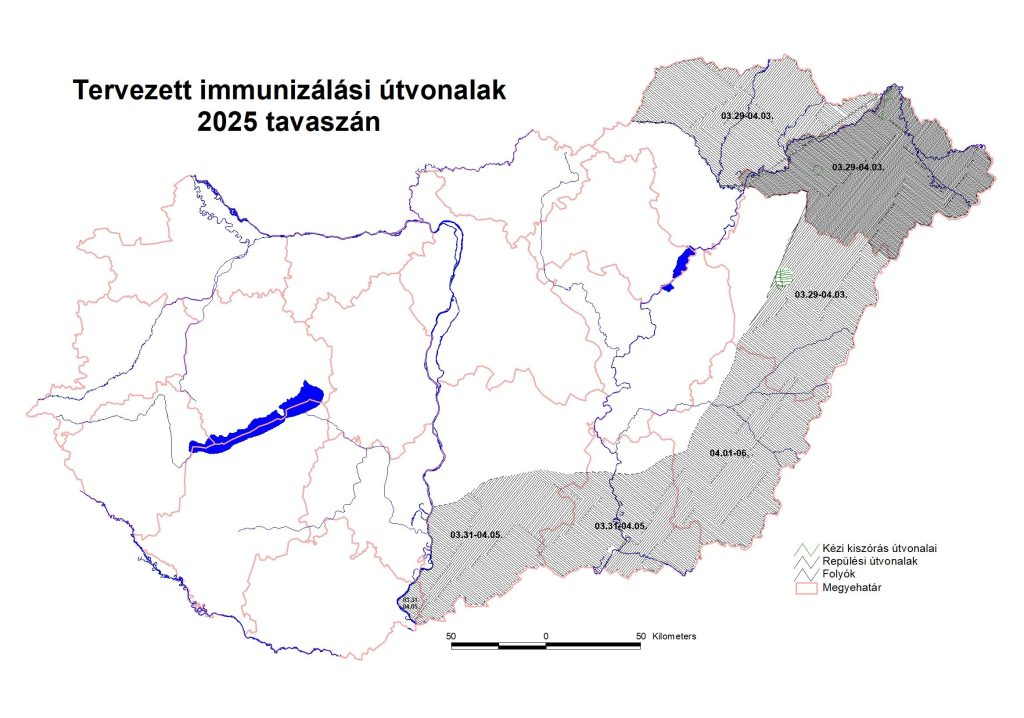 Tervezett immunizálási útvonalak
2025 tavaszán
03.29-04.03.
03.29-04.03.
03.29-04.03.
04.01-06.
03.31-04.05.
03.31-04.05.
03.31
04.05.
Kézi kiszórás útvonalai
Repülési útvonalak
Folyók
Megyehatár
50 0 50 Kilometers